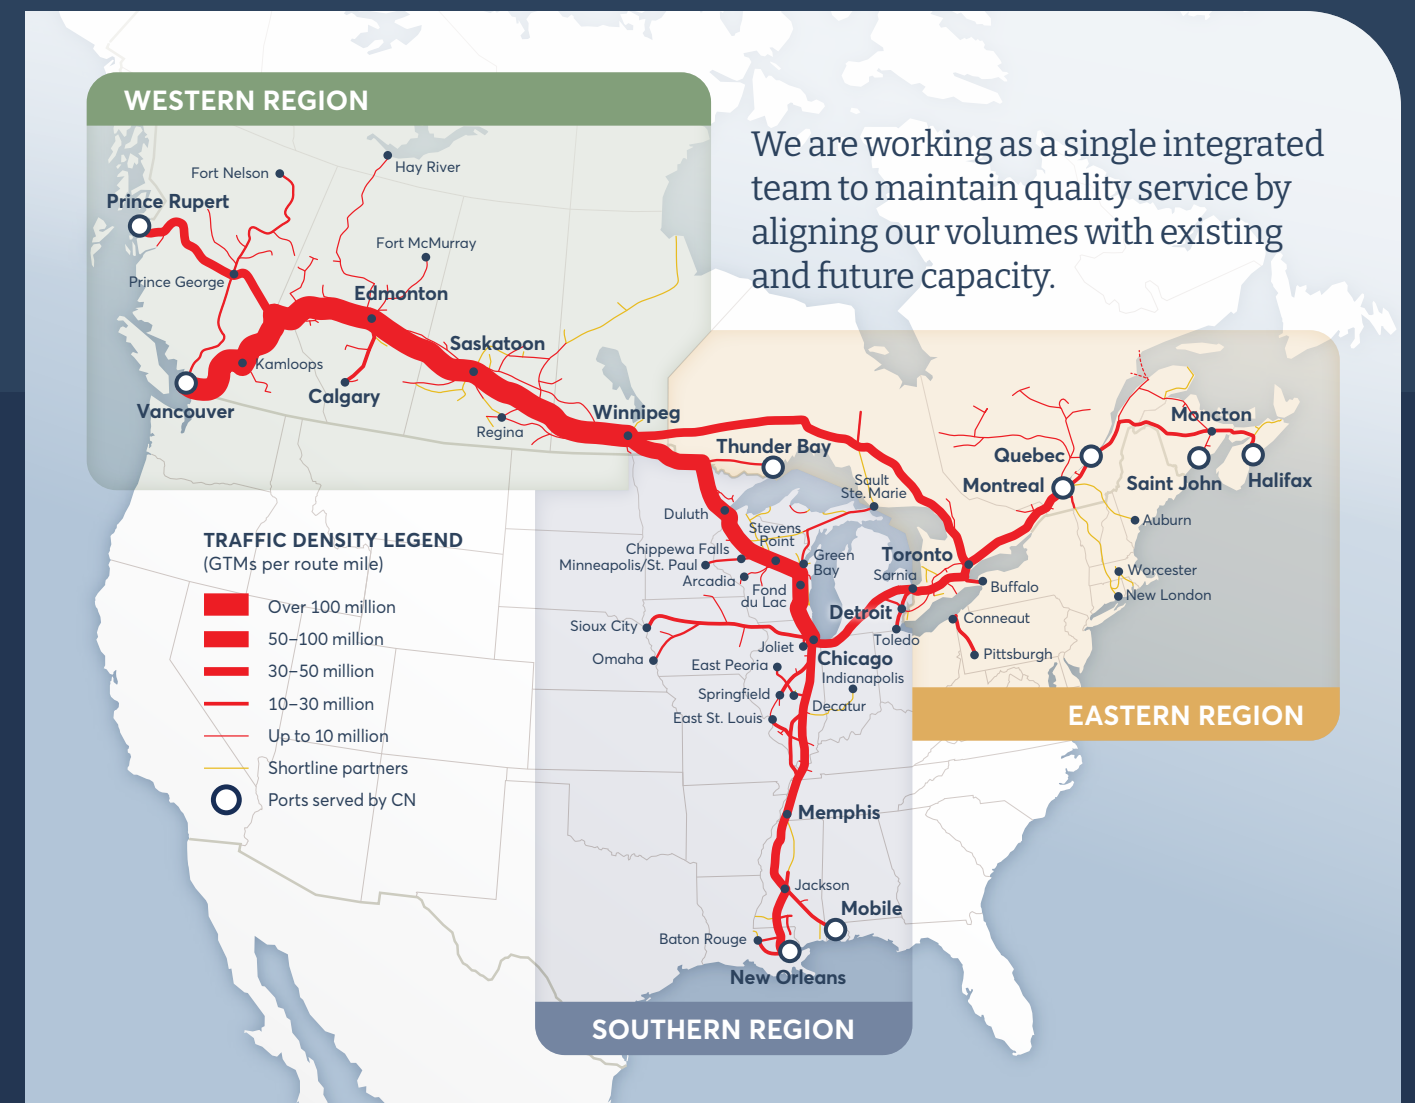 WESTERN REGION
We are working as a single integrated
team to maintain quality service by
aligning our volumes with existing
and future capacity.
Hay River
Fort Nelson
Prince Rupert
Fort McMurray
Prince George
Edmonton
Saskatoon
Kamloops
Calgary
Vancouver
Winnipeg
Regina
Moncton
Thunder Bay
Quebec
Sault
Ste. Marie
Montreal
Saint John
Halifax
Duluth
Auburn
Stevens
Point
Chippewa Falls
Minneapolis/St. Paul
Green
Bay
Toronto
Arcadia
Sarnia
Worcester
Fond
du Lac
Buffalo
New London
Detroit
Sioux City
Conneaut
Toledo
Joliet
Omaha
Chicago
Pittsburgh
East Peoria
Indianapolis
Springfield
Decatur
East St. Louis
EASTERN REGION
TRAFFIC DENSITY LEGEND
(GTMs per route mile)
Over 100 million
50–100 million
30–50 million
10–30 million
Up to 10 million
Shortline partners
Ports served by CN
Memphis
Jackson
Mobile
Baton Rouge
New Orleans
SOUTHERN REGION